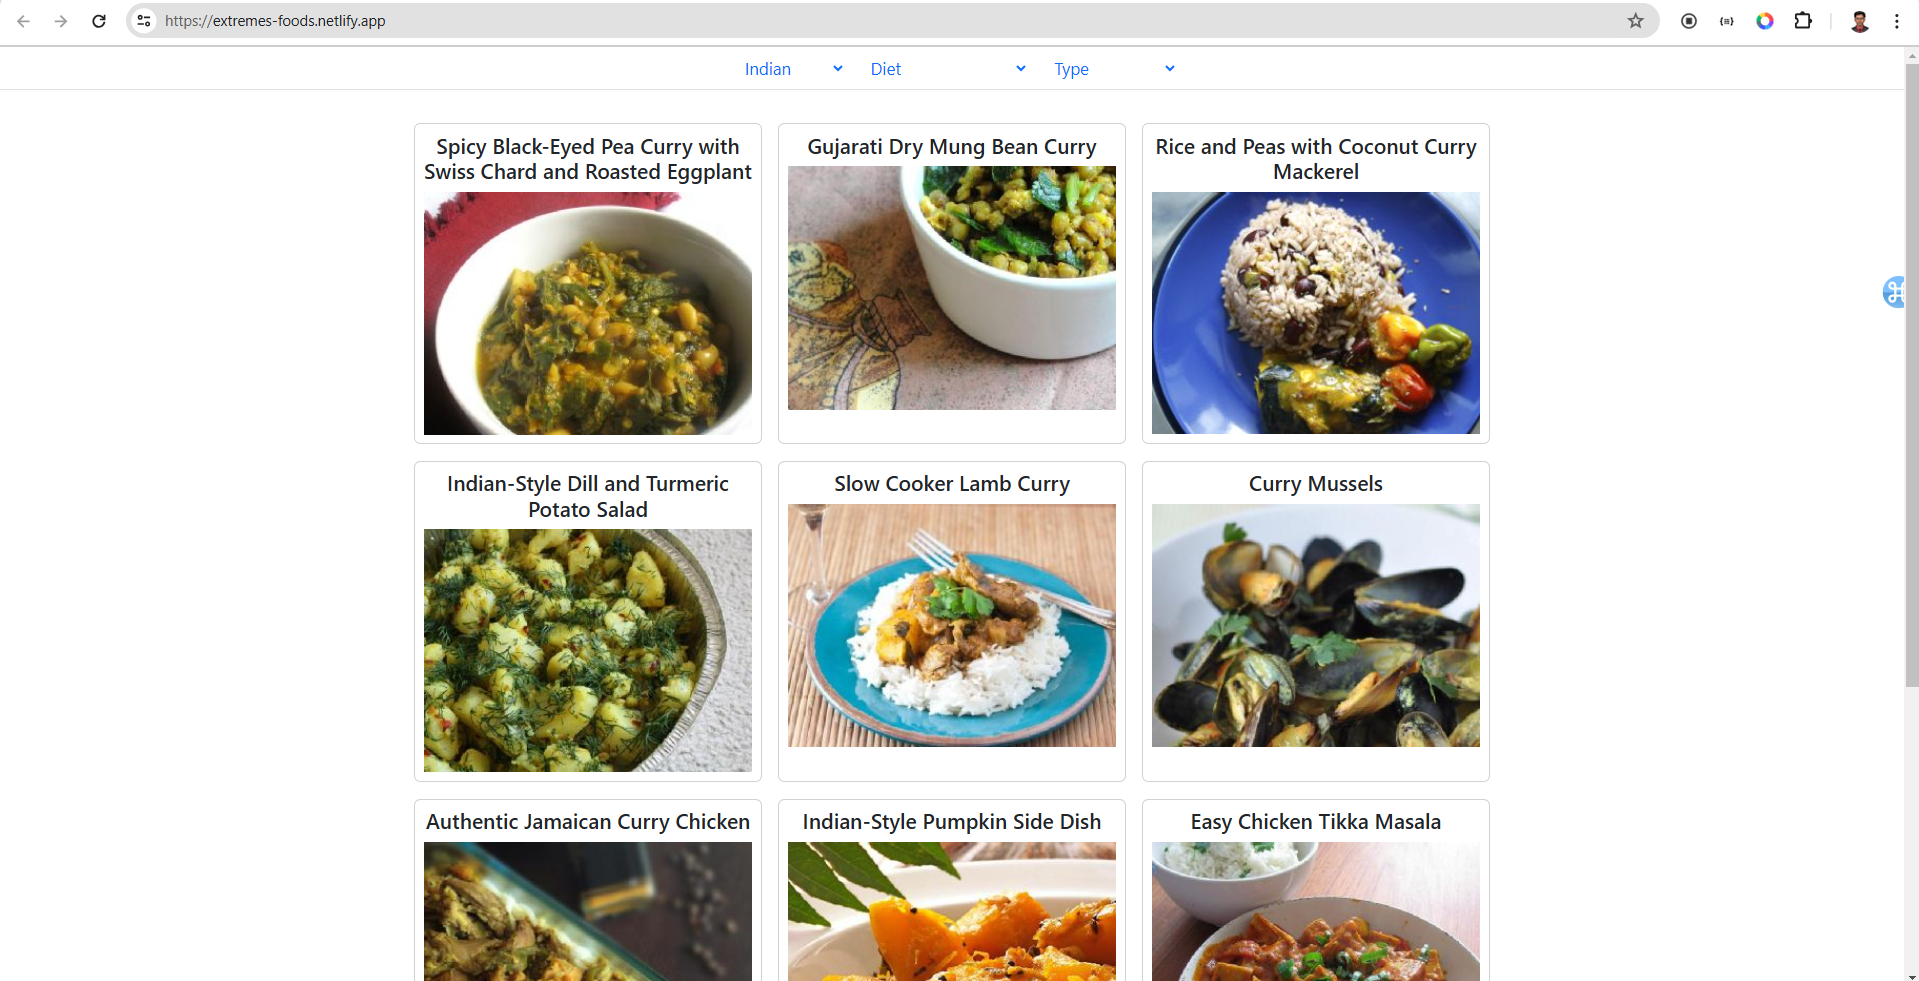 https://extremes-foods.netlify.app
Indian
Diet
Type
Spicy Black-Eyed Pea Curry with
Swiss Chard and Roasted Eggplant
Gujarati Dry Mung Bean Curry
Rice and Peas with Coconut Curry
Mackerel
Indian-Style Dill and Turmeric
Potato Salad
Slow Cooker Lamb Curry
Curry Mussels
Authentic Jamaican Curry Chicken
Indian-Style Pumpkin Side Dish
Easy Chicken Tikka Masala